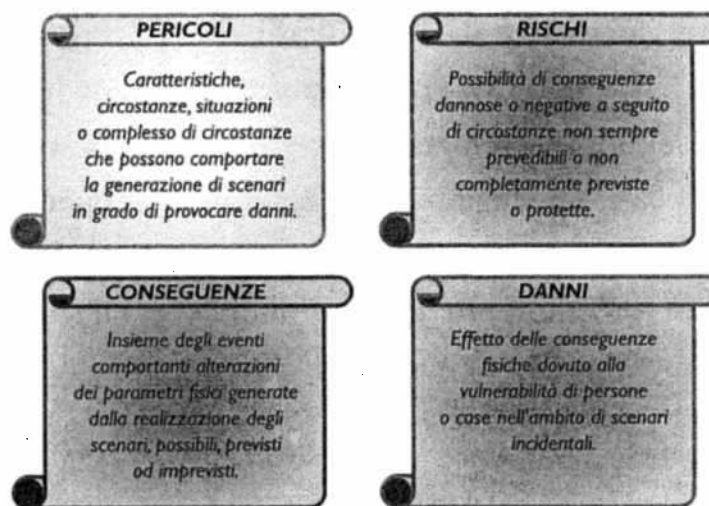 PERICOLI
Caratteristiche,
circostanze, situazioni
o complesso di circostanze
che possono comportare
la generazione di scenari
in grado di provocare danni.
RISCHI
Possibilità di conseguenze
dannose o negative a seguito
di circostanze non sempre
prevedibili o non
completamente previste
o protette.
CONSEGUENZE
Insieme degli eventi
comportanti alterazioni
dei parametri fisici generate
dalla realizzazione degli
scenari, possibili, previsti
od imprevisti.
DANNI
Effetto delle conseguenze
fisiche dovuto alla
vulnerabilità di persone
o cose nell'ambito di scenari
incidentali.